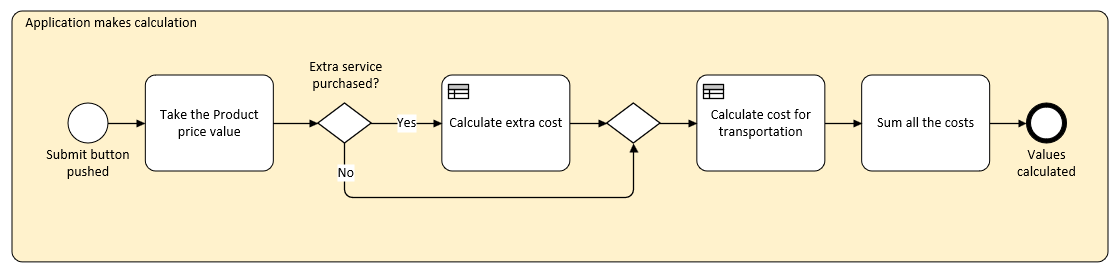 Application makes calculation
Submit button
pushed
Take the Product
price value
Extra service
purchased?
Yes
No
Calculate extra cost
Calculate cost for
transportation
Sum all the costs
Values
calculated